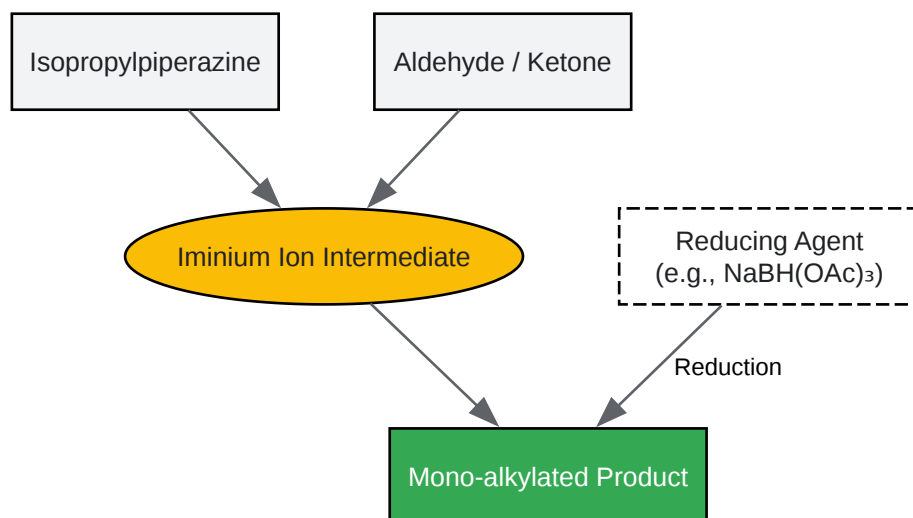 Isopropylpiperazine
Aldehyde / Ketone
Iminium Ion Intermediate
Reducing Agent
(e.g., NaBH(OAc)₃)
Reduction
Mono-alkylated Product